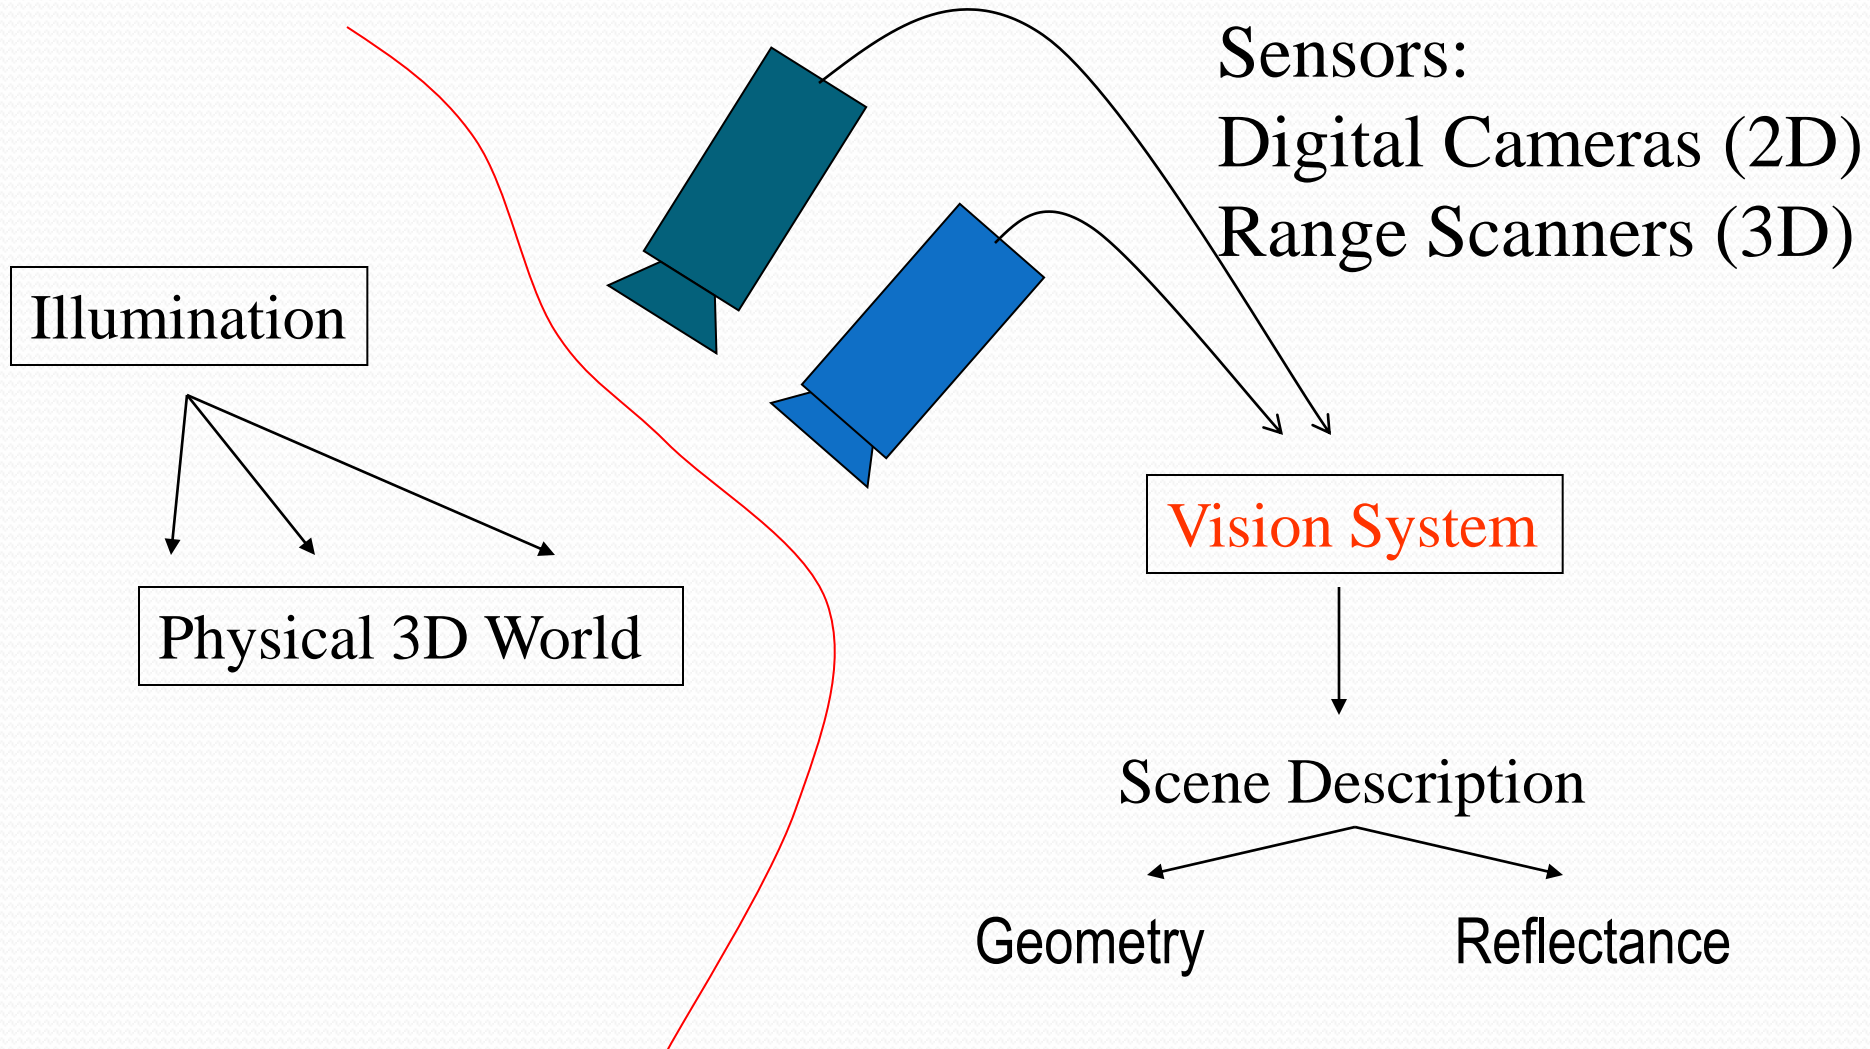 Sensors:
Digital Cameras (2D)
Range Scanners (3D)
Illumination
Physical 3D World
Vision System
Scene Description
Geometry
Reflectance